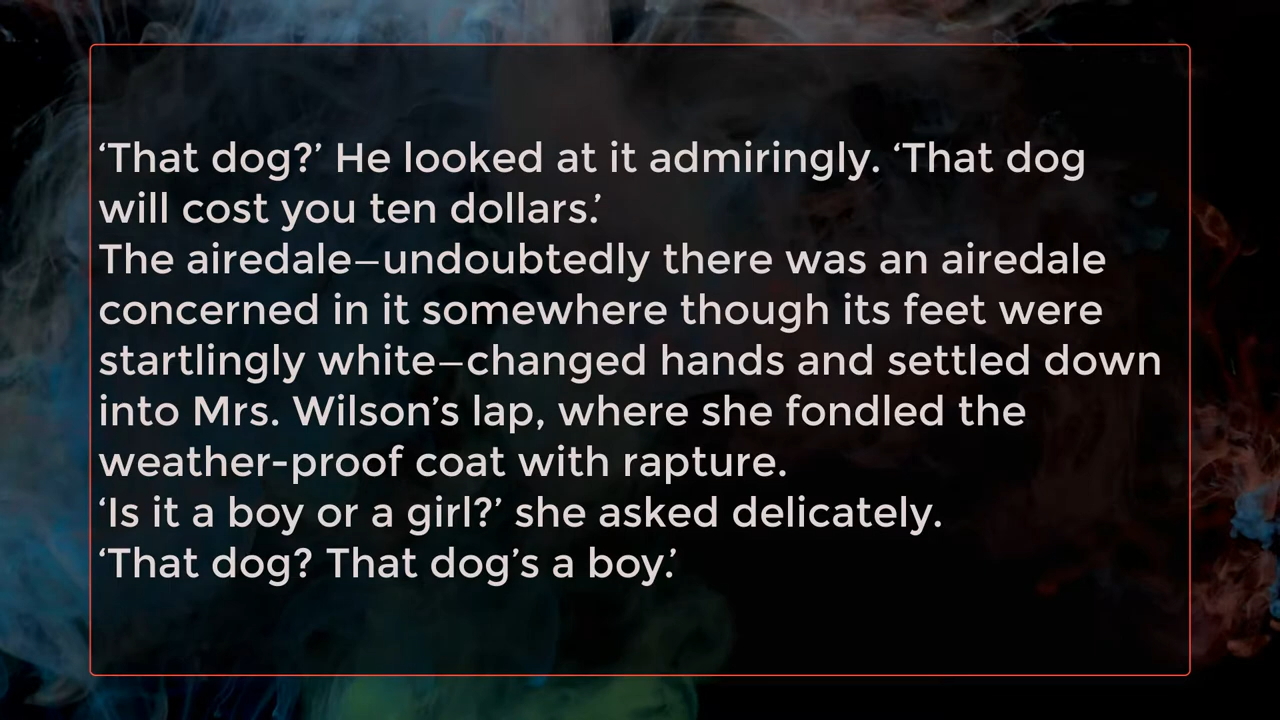 ‘That dog?’ He looked at it admiringly. ‘That dog
will cost you ten dollars.’
The airedale—undoubtedly there was an airedale
concerned in it somewhere though its feet were
startlingly white—changed hands and settled down
into Mrs. Wilson’s lap, where she fondled the
weather-proof coat with rapture.
‘Is it a boy or a girl?’ she asked delicately.
‘That dog? That dog’s a boy.’